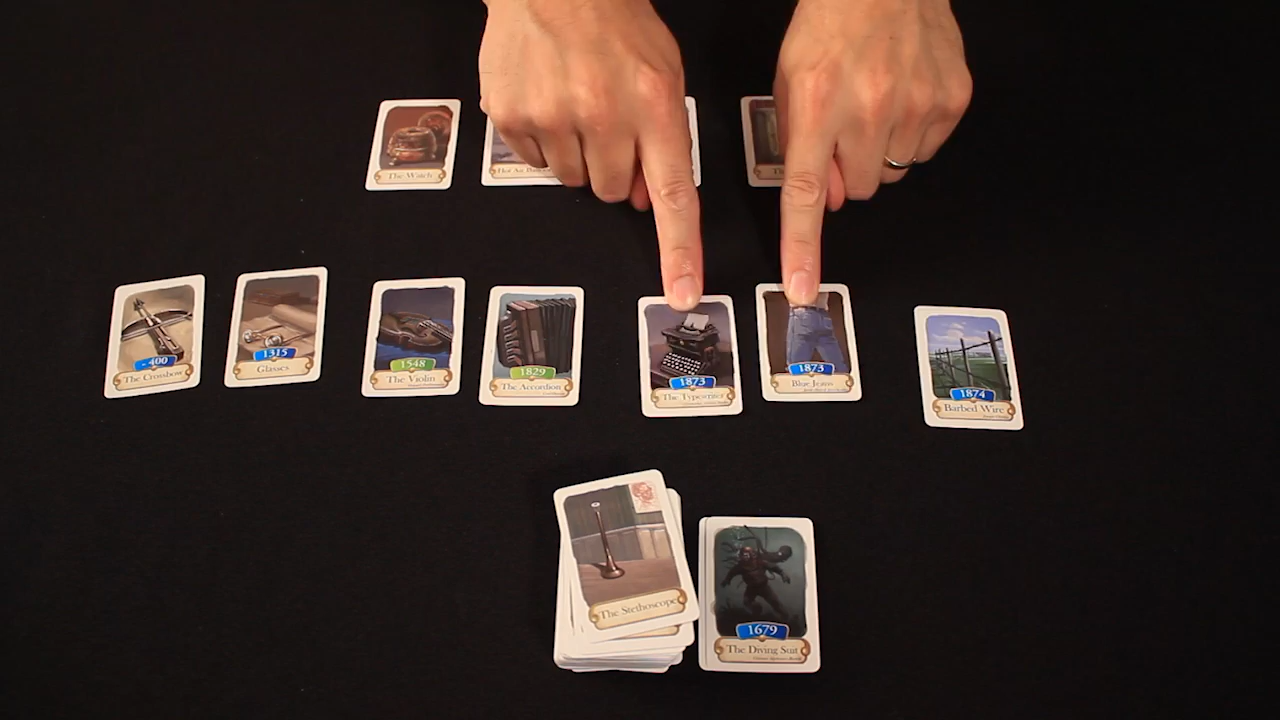 The Watch
Hot Air
- 400
The Crossbow
1315
Glasses
1548
The Violin
1829
The Accordion
1873
The Typewriter
1873
Blue Jeans
1874
Barbed Wire
The Stethoscope
1679
The Diving Suit